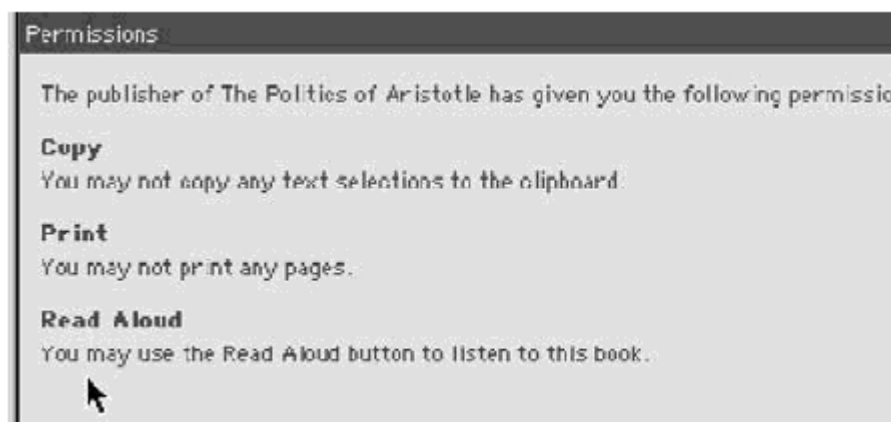 Permissions
The publisher of The Politics of Aristotle has given you the following permissio
Copy
You may not copy any text selections to the clipboard.
Print
You may not print any pages.
Read Aloud
You may use the Read Aloud button to listen to this book.